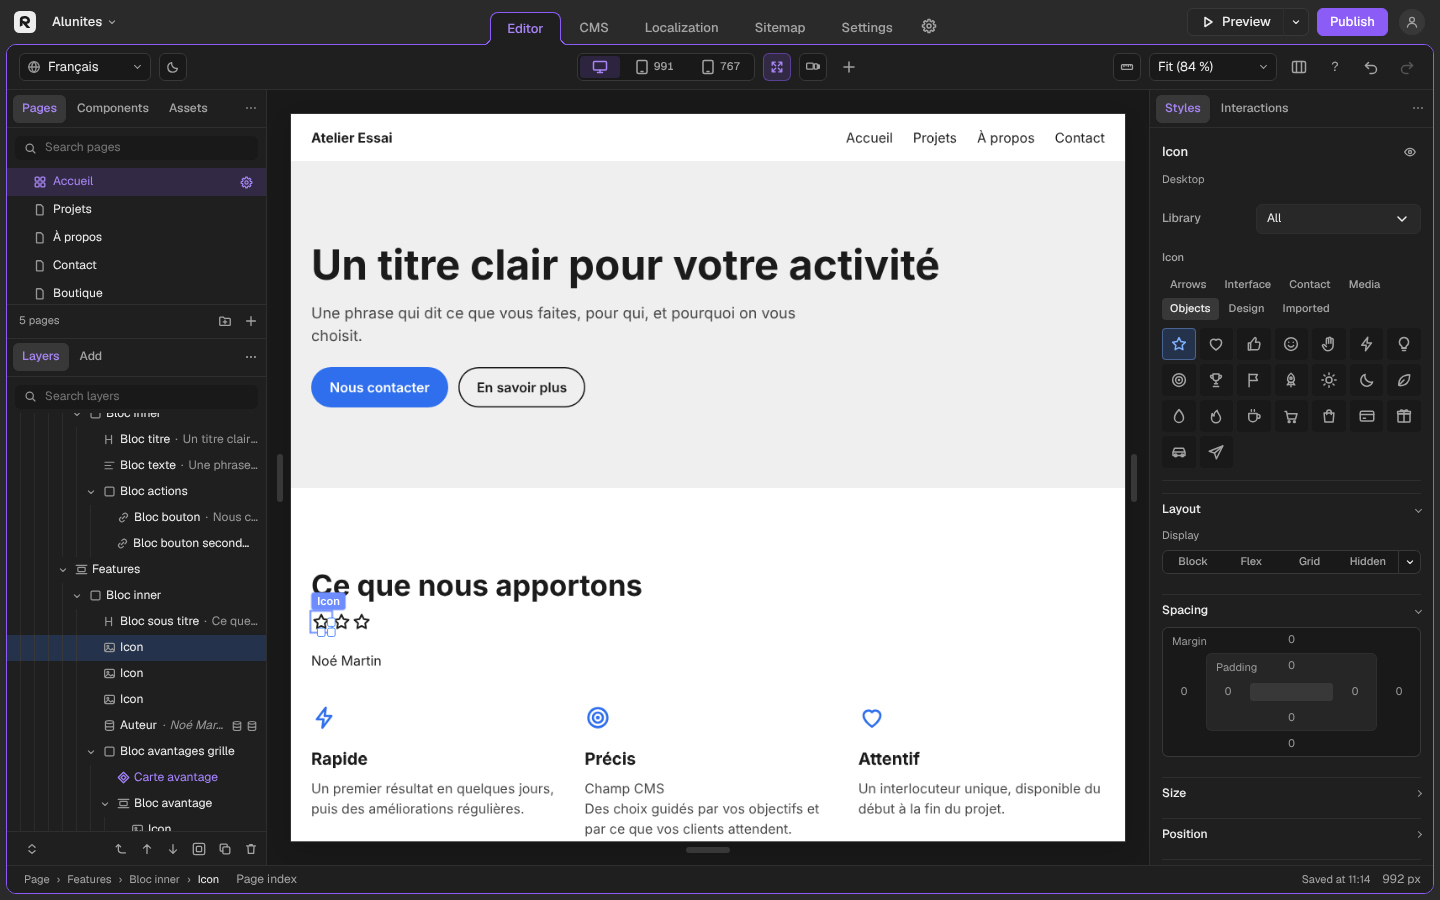 R Alunites
Editor CMS Localization Sitemap Settings
Preview Publish
Français
991 767
Fit (84 %)
?
Pages Components Assets
Search pages
Accueil
Projets
À propos
Contact
Boutique
5 pages
Layers Add
Search layers
Bloc inner
Bloc titre · Un titre clair...
Bloc texte · Une phrase...
Bloc actions
Bloc bouton · Nous c...
Bloc bouton second...
Features
Bloc inner
Bloc sous titre · Ce que...
Icon
Icon
Icon
Auteur · Noé Mar...
Bloc avantages grille
Carte avantage
Bloc avantage
Icon
Atelier Essai
Accueil Projets À propos Contact
Un titre clair pour votre activité
Une phrase qui dit ce que vous faites, pour qui, et pourquoi on vous
choisit.
Nous contacter En savoir plus
Ce que nous apportons
Icon
Noé Martin
Rapide
Un premier résultat en quelques jours,
puis des améliorations régulières.
Précis
Champ CMS
Des choix guidés par vos objectifs et
par ce que vos clients attendent.
Attentif
Un interlocuteur unique, disponible du
début à la fin du projet.
Styles Interactions
Icon
Desktop
Library All
Icon
Arrows Interface Contact Media
Objects Design Imported
Layout
Display
Block Flex Grid Hidden
Spacing
Margin 0
Padding 0
0 0 0 0
0
0
Size
Position
Page › Features › Bloc inner › Icon Page index
Saved at 11:14 992 px